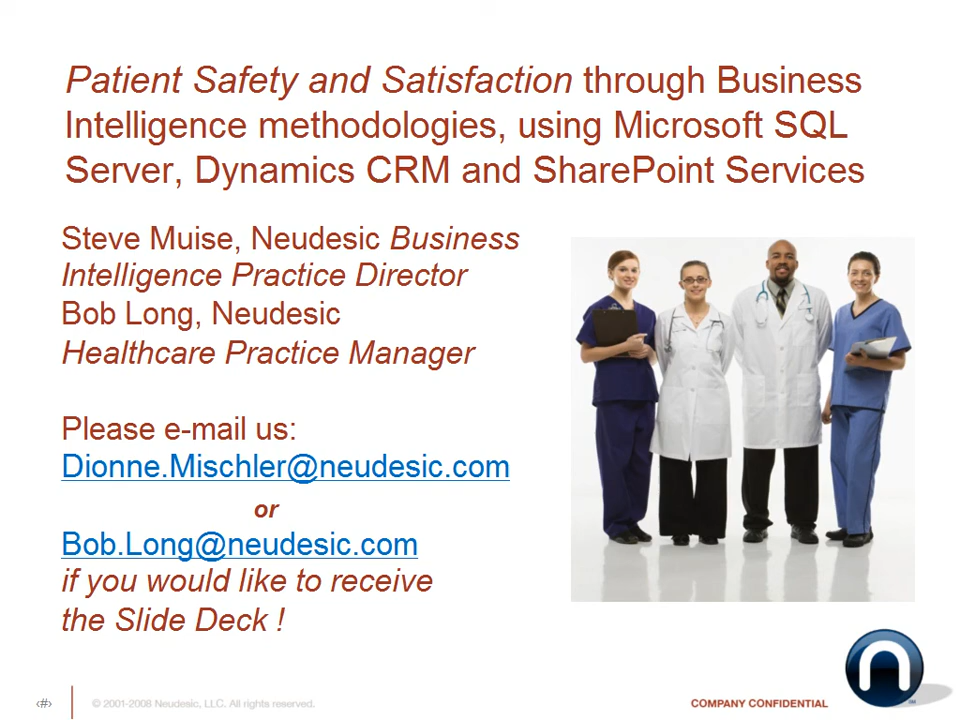 Patient Safety and Satisfaction through Business
Intelligence methodologies, using Microsoft SQL
Server, Dynamics CRM and SharePoint Services
Steve Muise, Neudesic Business
Intelligence Practice Director
Bob Long, Neudesic
Healthcare Practice Manager
Please e-mail us:
Dionne.Mischler@neudesic.com
or
Bob.Long@neudesic.com
if you would like to receive
the Slide Deck !
‹#›
© 2001-2008 Neudesic, LLC. All rights reserved.
COMPANY CONFIDENTIAL
n
SM